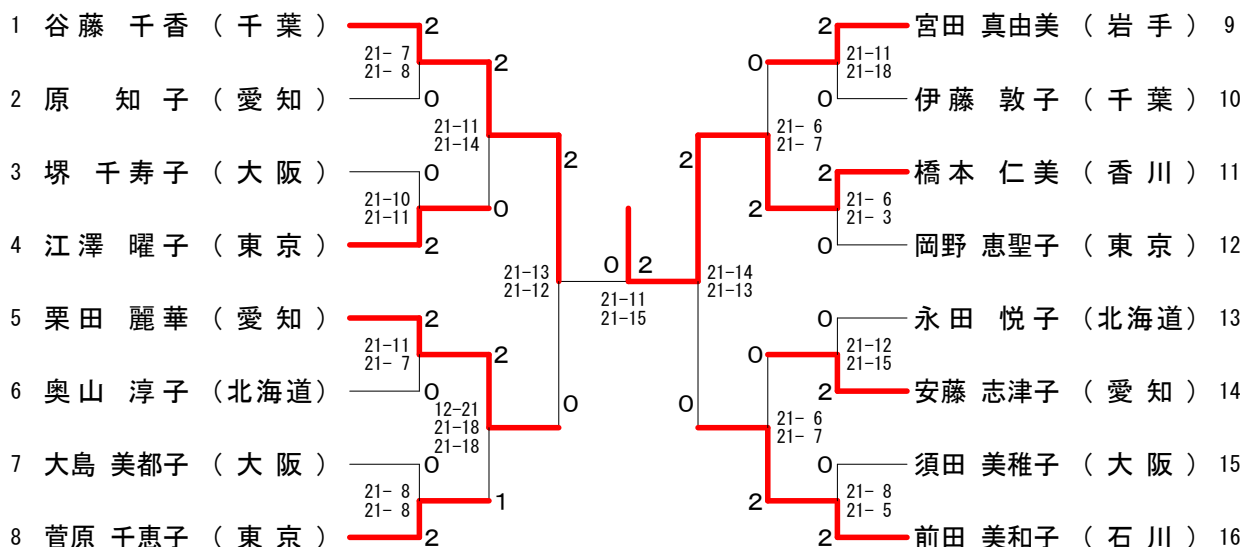 1 谷藤 千香 (千葉) 2 2 宮田 真由美 (岩手) 9
21- 7 0 21-11
21- 8 2 21-18
2 原 知子 (愛知) 0 0 伊藤 敦子 (千葉) 10
21-11 21- 6
21-14 2 2 21- 7
3 堺 千寿子 (大阪) 0 2 橋本 仁美 (香川) 11
21-10 21- 6
21-11 0 2 21- 3
4 江澤 曜子 (東京) 2 0 岡野 恵聖子 (東京) 12
21-13 0 2 21-14
21-12 21-11 21-13
21-15
5 栗田 麗華 (愛知) 2 0 永田 悦子 (北海道) 13
21-11 2 0 21-12
21- 7 21-15
6 奥山 淳子 (北海道) 0 2 安藤 志津子 (愛知) 14
12-21 0 0
21-18 21- 6
21-18 21- 7
7 大島 美都子 (大阪) 0 0 須田 美稚子 (大阪) 15
21- 8 21- 8
21- 8 1 2 21- 5
8 菅原 千恵子 (東京) 2 2 前田 美和子 (石川) 16